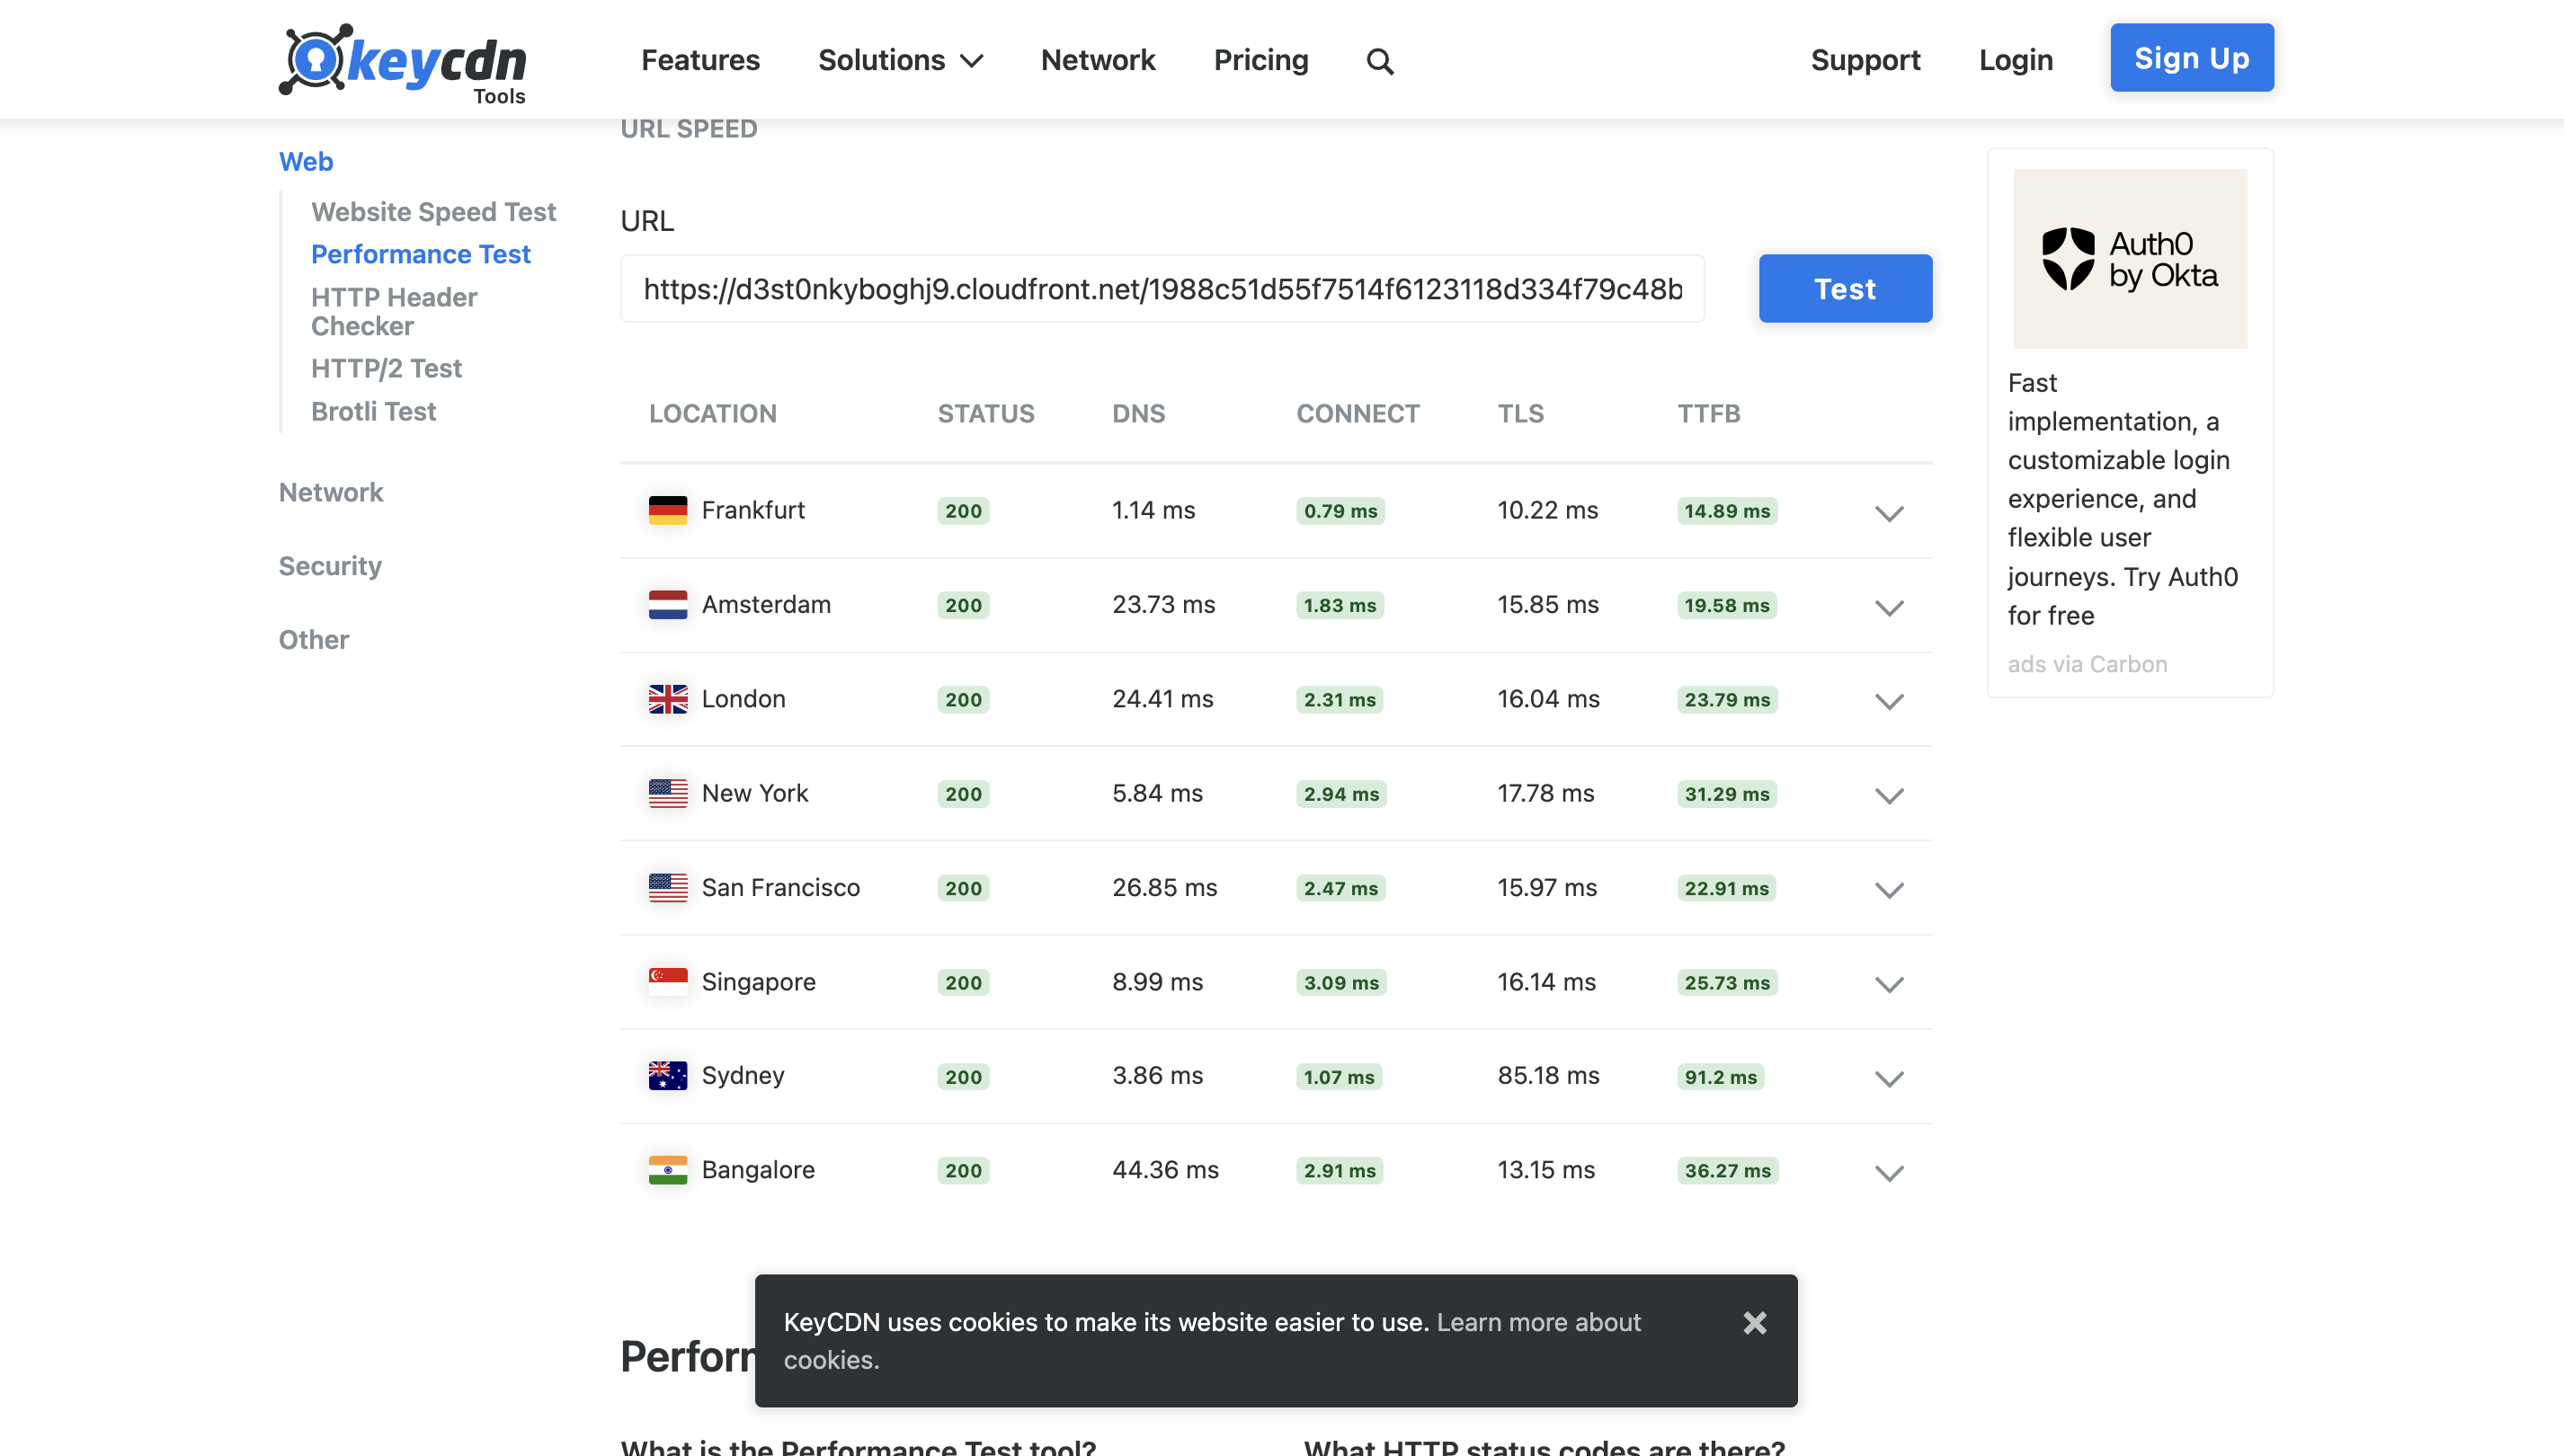 keycdn
Tools
Features
Solutions
Network
Pricing
Support
Login
Sign Up
Web
Website Speed Test
Performance Test
HTTP Header
Checker
HTTP/2 Test
Brotli Test
Network
Security
Other
URL SPEED
URL
https://d3st0nkyboghj9.cloudfront.net/1988c51d55f7514f6123118d334f79c48b
Test
LOCATION STATUS DNS CONNECT TLS TTFB
Frankfurt 200 1.14 ms 0.79 ms 10.22 ms 14.89 ms
Amsterdam 200 23.73 ms 1.83 ms 15.85 ms 19.58 ms
London 200 24.41 ms 2.31 ms 16.04 ms 23.79 ms
New York 200 5.84 ms 2.94 ms 17.78 ms 31.29 ms
San Francisco 200 26.85 ms 2.47 ms 15.97 ms 22.91 ms
Singapore 200 8.99 ms 3.09 ms 16.14 ms 25.73 ms
Sydney 200 3.86 ms 1.07 ms 85.18 ms 91.2 ms
Bangalore 200 44.36 ms 2.91 ms 13.15 ms 36.27 ms
Auth0
by Okta
Fast
implementation, a
customizable login
experience, and
flexible user
journeys. Try Auth0
for free
ads via Carbon
KeyCDN uses cookies to make its website easier to use. Learn more about
cookies.
What is the Performance Test tool?
What HTTP status codes are there?